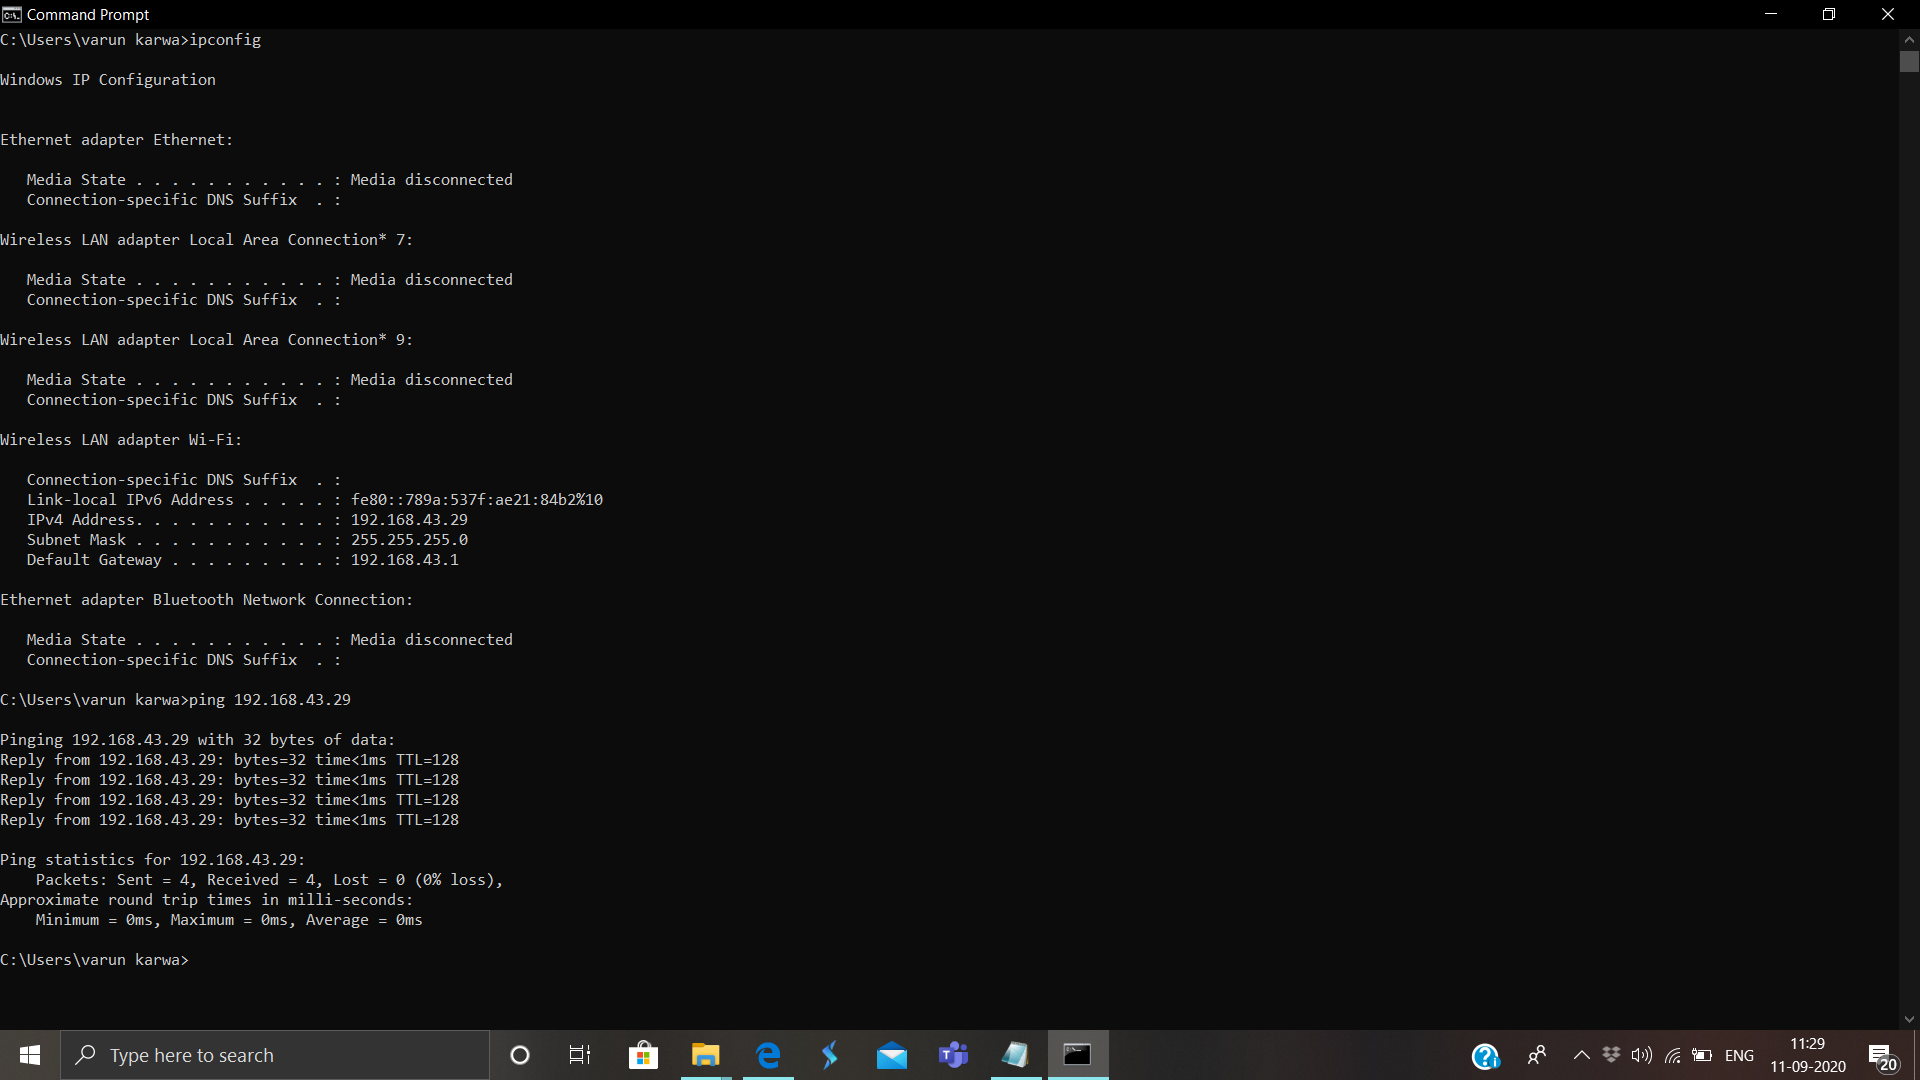 Command Prompt
C:\Users\varun karwa>ipconfig
Windows IP Configuration
Ethernet adapter Ethernet:
   Media State . . . . . . . . . . . : Media disconnected
   Connection-specific DNS Suffix  . :
Wireless LAN adapter Local Area Connection* 7:
   Media State . . . . . . . . . . . : Media disconnected
   Connection-specific DNS Suffix  . :
Wireless LAN adapter Local Area Connection* 9:
   Media State . . . . . . . . . . . : Media disconnected
   Connection-specific DNS Suffix  . :
Wireless LAN adapter Wi-Fi:
   Connection-specific DNS Suffix  . :
   Link-local IPv6 Address . . . . . : fe80::789a:537f:ae21:84b2%10
   IPv4 Address. . . . . . . . . . . : 192.168.43.29
   Subnet Mask . . . . . . . . . . . : 255.255.255.0
   Default Gateway . . . . . . . . . : 192.168.43.1
Ethernet adapter Bluetooth Network Connection:
   Media State . . . . . . . . . . . : Media disconnected
   Connection-specific DNS Suffix  . :
C:\Users\varun karwa>ping 192.168.43.29
Pinging 192.168.43.29 with 32 bytes of data:
Reply from 192.168.43.29: bytes=32 time<1ms TTL=128
Reply from 192.168.43.29: bytes=32 time<1ms TTL=128
Reply from 192.168.43.29: bytes=32 time<1ms TTL=128
Reply from 192.168.43.29: bytes=32 time<1ms TTL=128
Ping statistics for 192.168.43.29:
    Packets: Sent = 4, Received = 4, Lost = 0 (0% loss),
Approximate round trip times in milli-seconds:
    Minimum = 0ms, Maximum = 0ms, Average = 0ms
C:\Users\varun karwa>
Type here to search
ENG
11:29
11-09-2020
20